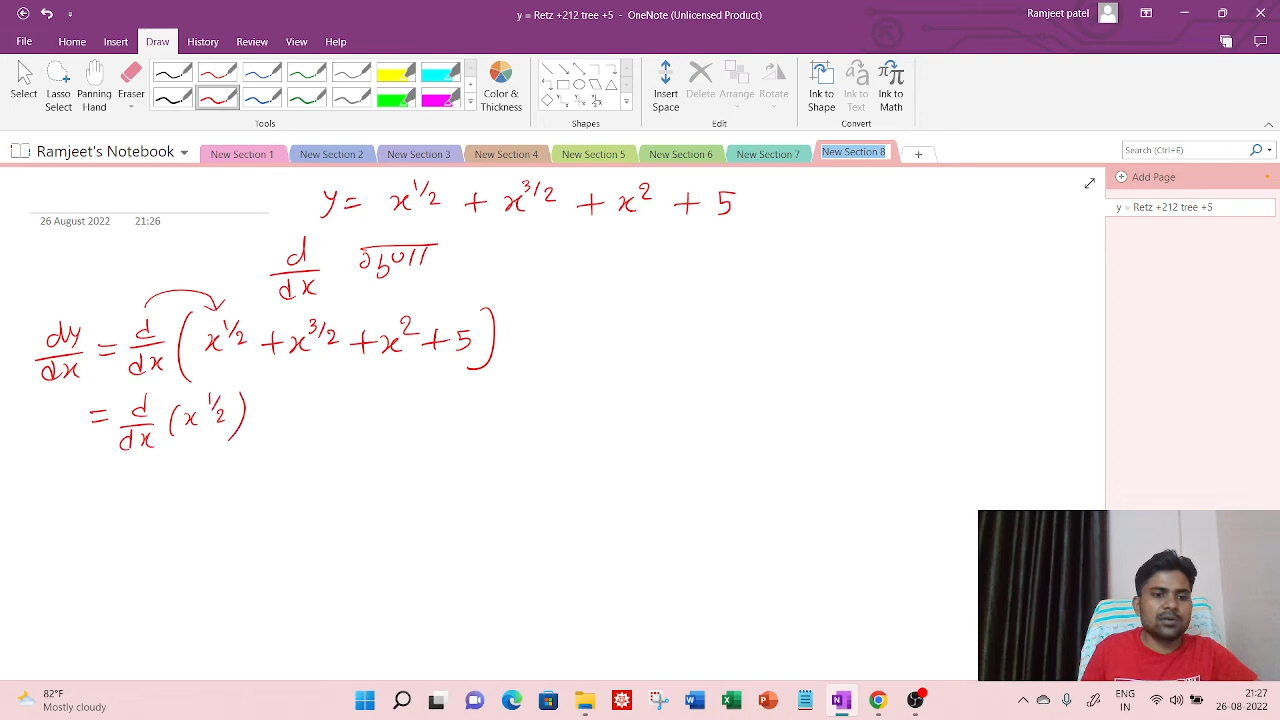 y = Retz +212 tree +5 - OneNote (Unlicensed Product)
Ramjeet patel
File Home Insert Draw History Review View Help
Select Lasso Select Panning Hand Eraser Color & Thickness Insert Space Delete Arrange Rotate Ink to Shape Ink to Text Ink to Math
Tools Shapes Edit Convert
Ramjeet's Notebook New Section 1 New Section 2 New Section 3 New Section 4 New Section 5 New Section 6 New Section 7 New Section 8 Search (Ctrl+E)
Add Page
y = Retz +212 tree +5
y = x^1/2 + x^3/2 + x^2 + 5
26 August 2022 21:26
d/dx
dy/dx = d/dx (x^1/2 + x^3/2 + x^2 + 5)
= d/dx (x^1/2)
82°F
Mostly cloudy
ENG
IN
21:27
26-08-2022